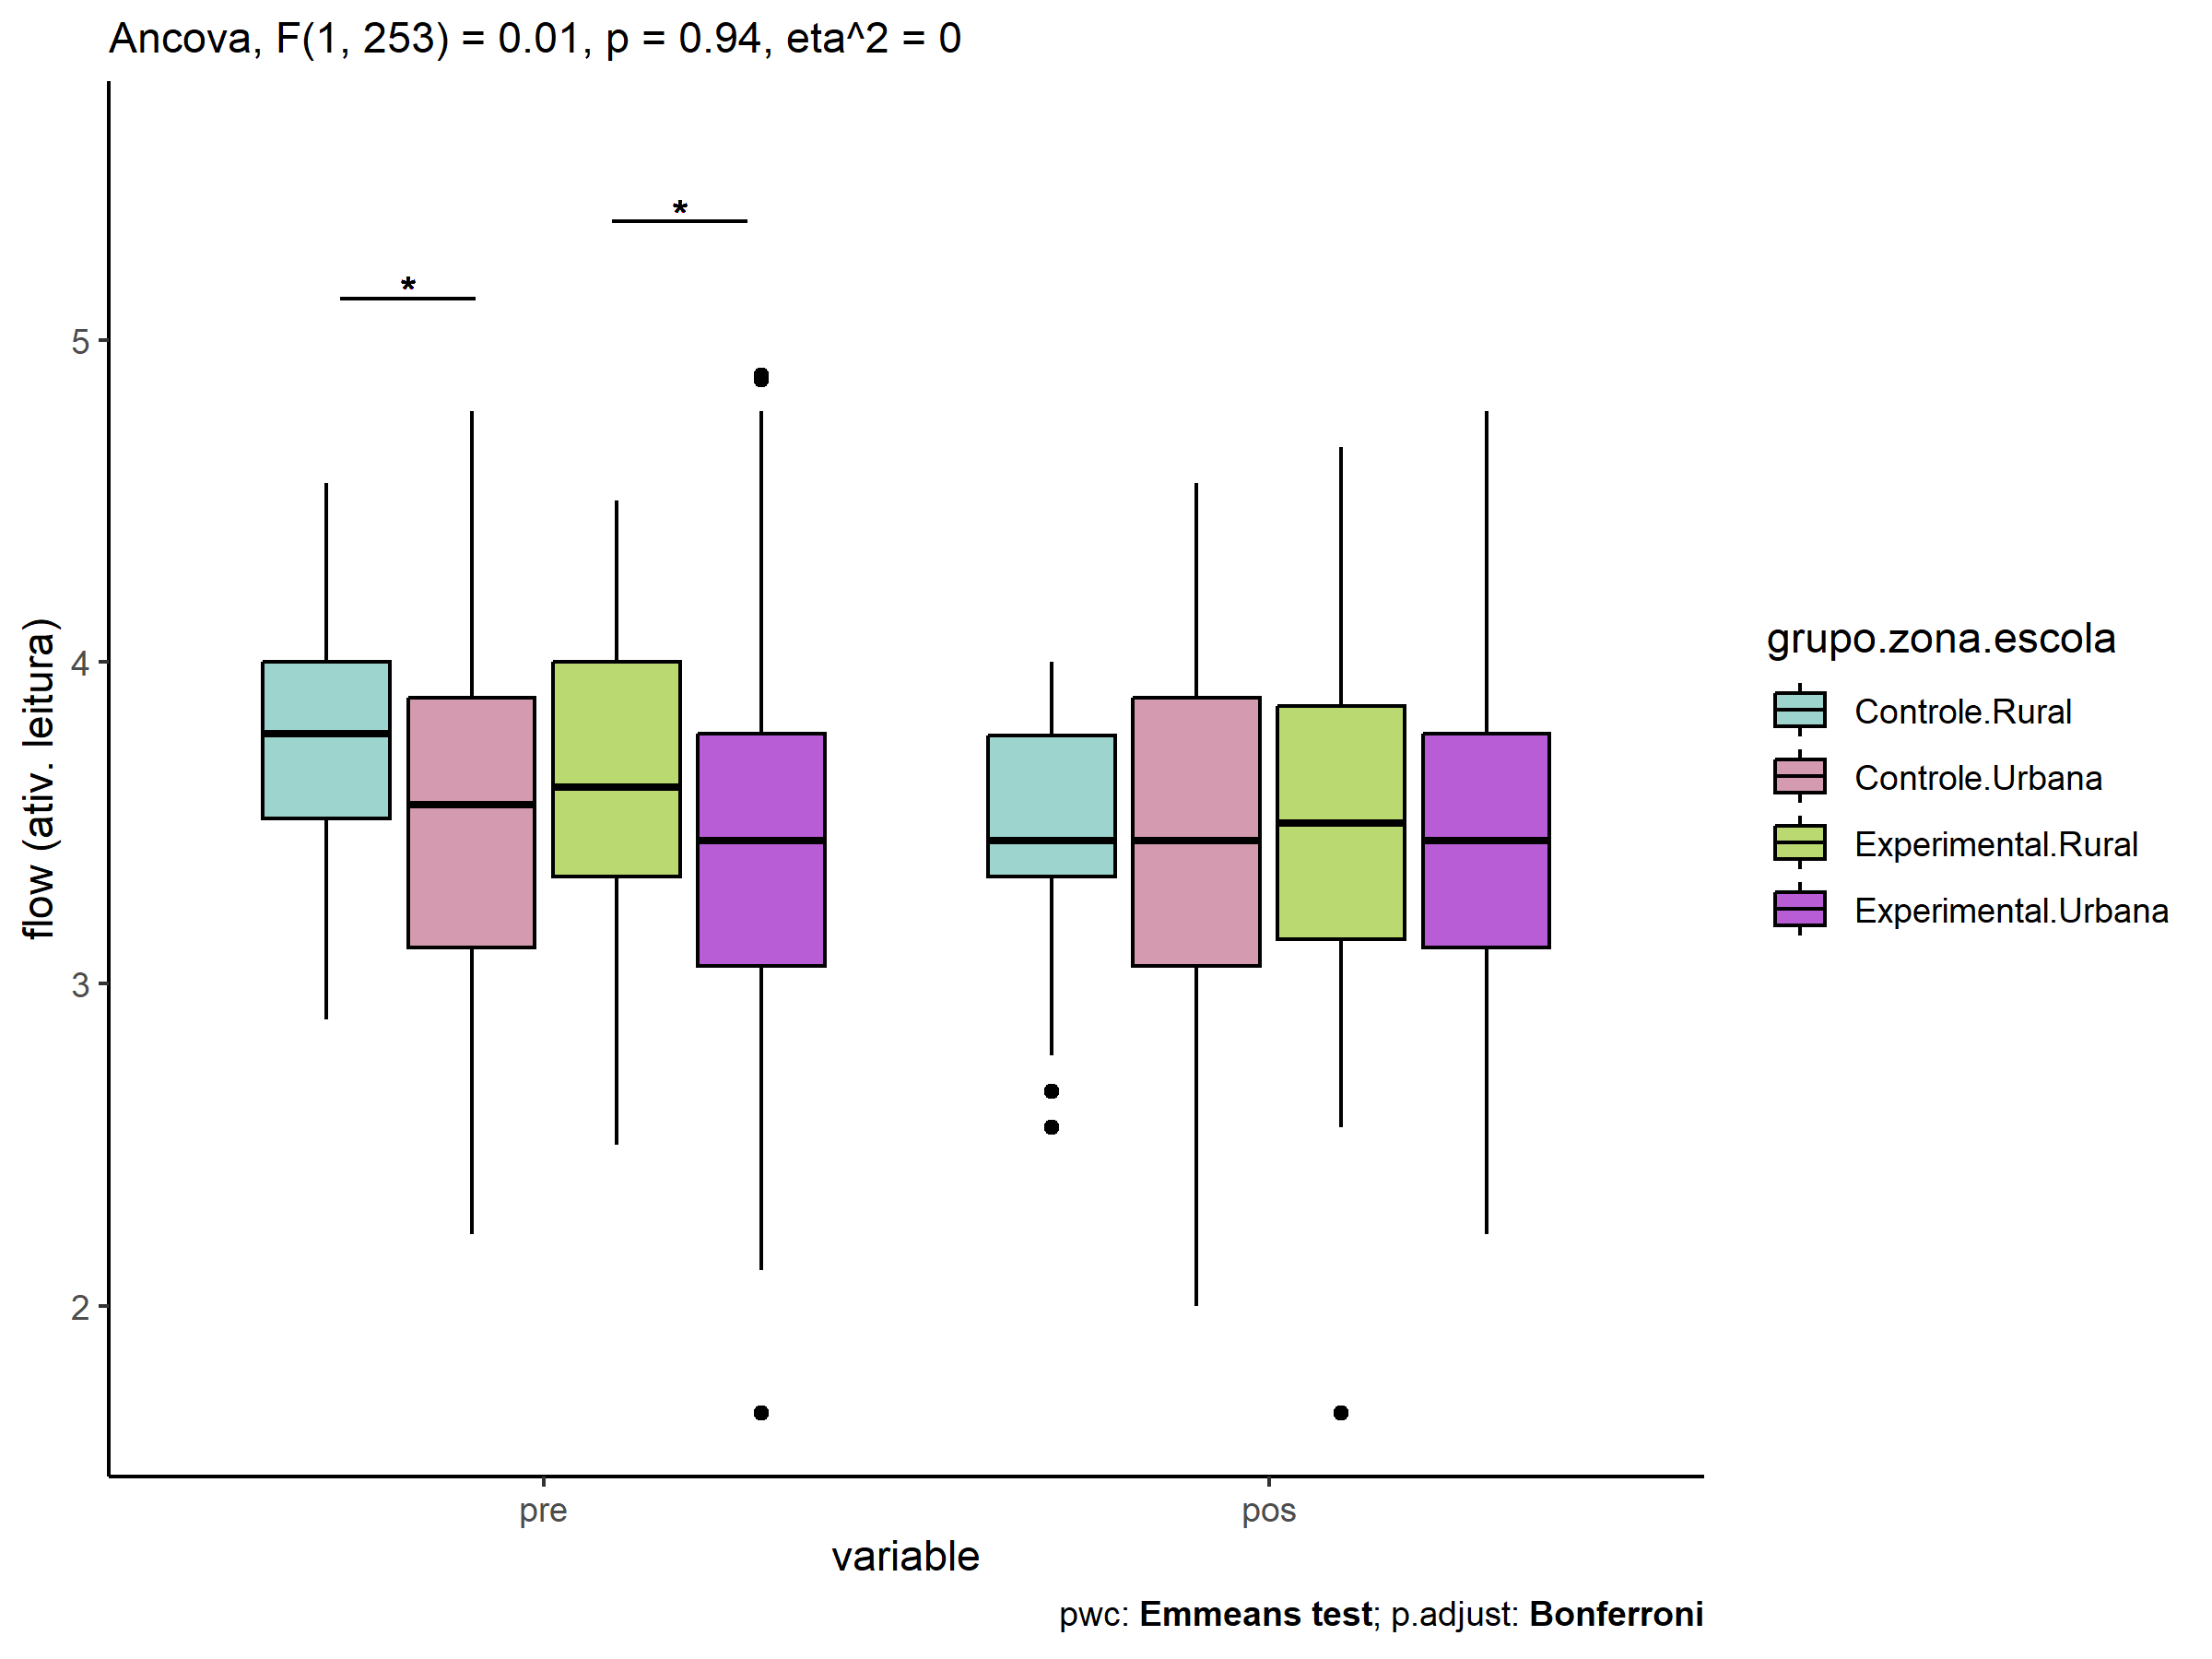 Ancova, F(1, 253) = 0.01, p = 0.94, eta^2 = 0
*
*
5
4
3
2
flow (ativ. leitura)
pre
pos
variable
grupo.zona.escola
Controle.Rural
Controle.Urbana
Experimental.Rural
Experimental.Urbana
pwc: Emmeans test; p.adjust: Bonferroni